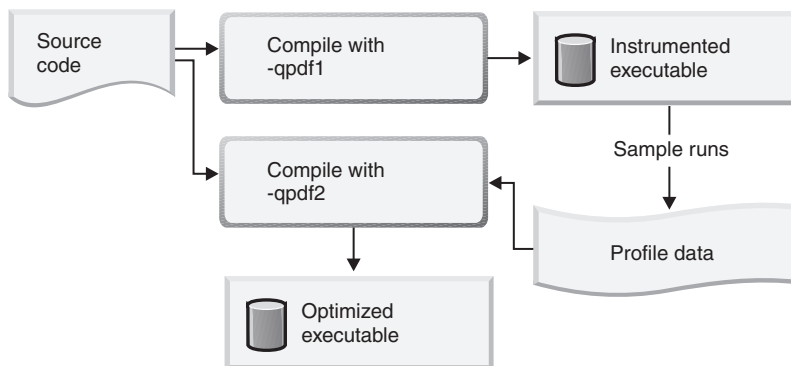 Source
code
Compile with
-qpdf1
Instrumented
executable
Sample runs
Compile with
-qpdf2
Profile data
Optimized
executable